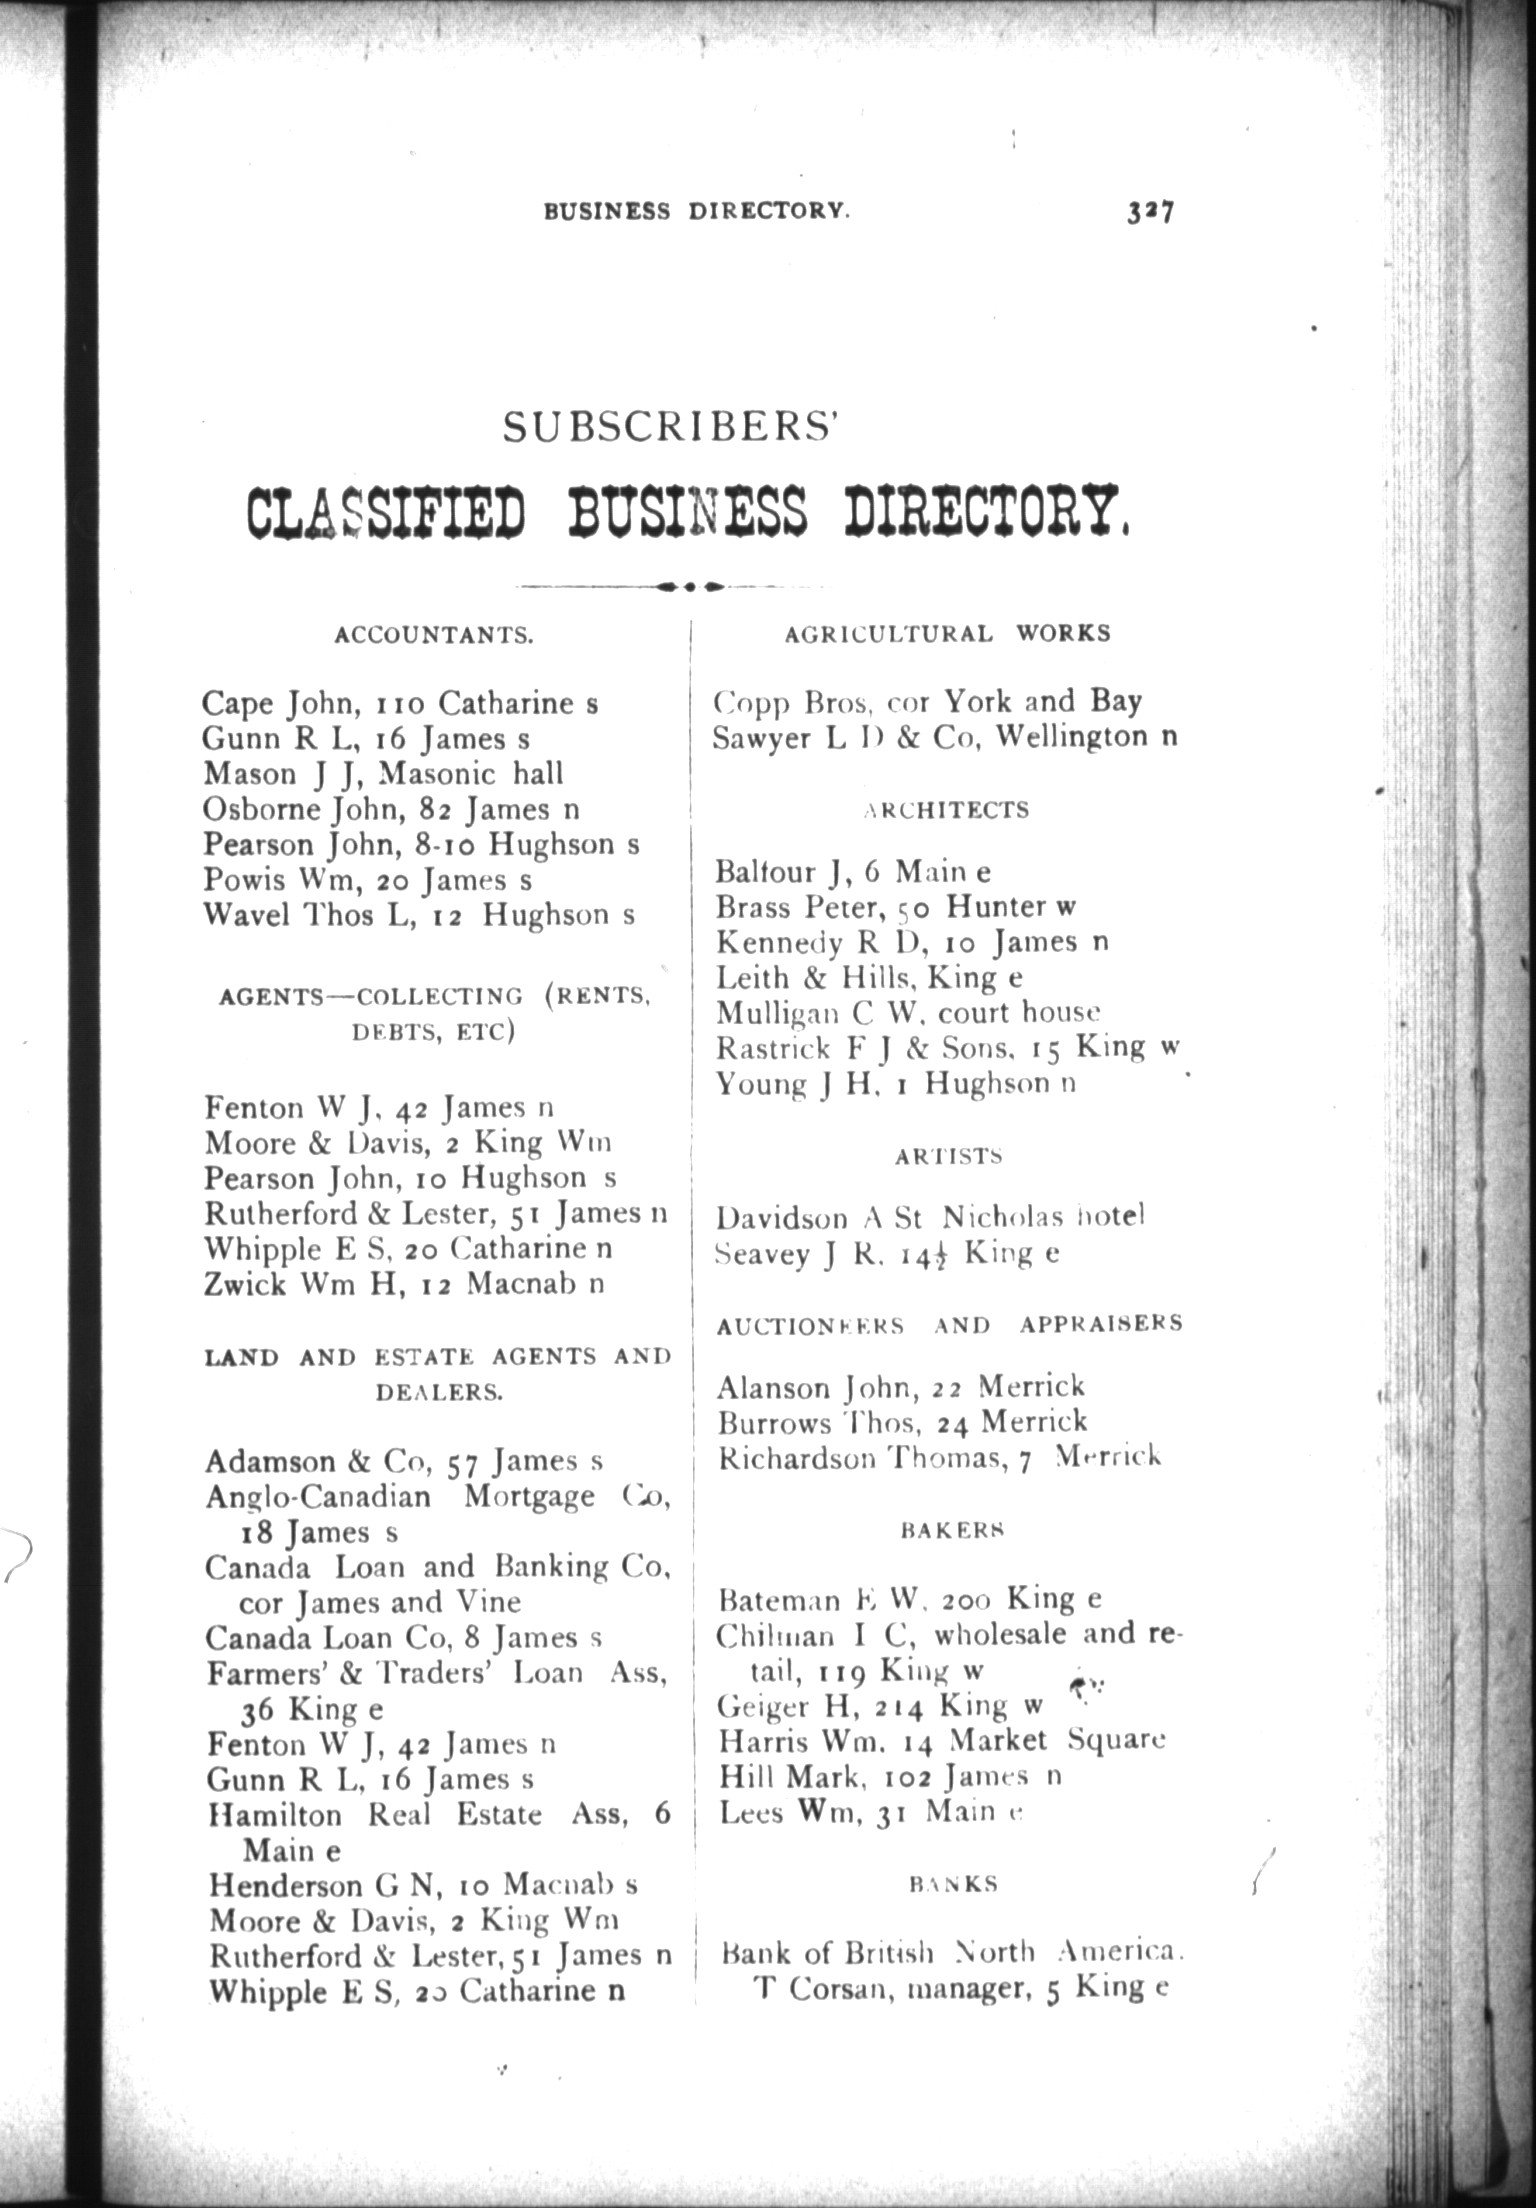 BUSINESS DIRECTORY. 327
SUBSCRIBERS'
CLASSIFIED BUSINESS DIRECTORY.
ACCOUNTANTS.
Cape John, 110 Catharine s
Gunn R L, 16 James s
Mason J J, Masonic hall
Osborne John, 82 James n
Pearson John, 8-10 Hughson s
Powis Wm, 20 James s
Wavel Thos L, 12 Hughson s
AGENTS—COLLECTING (RENTS,
DEBTS, ETC)
Fenton W J, 42 James n
Moore & Davis, 2 King Wm
Pearson John, 10 Hughson s
Rutherford & Lester, 51 James n
Whipple E S, 20 Catharine n
Zwick Wm H, 12 Macnab n
LAND AND ESTATE AGENTS AND
DEALERS.
Adamson & Co, 57 James s
Anglo-Canadian Mortgage Co,
18 James s
Canada Loan and Banking Co,
cor James and Vine
Canada Loan Co, 8 James s
Farmers' & Traders' Loan Ass,
36 King e
Fenton W J, 42 James n
Gunn R L, 16 James s
Hamilton Real Estate Ass, 6
Main e
Henderson G N, 10 Macnab s
Moore & Davis, 2 King Wm
Rutherford & Lester, 51 James n
Whipple E S, 20 Catharine n
AGRICULTURAL WORKS
Copp Bros, cor York and Bay
Sawyer L D & Co, Wellington n
ARCHITECTS
Balfour J, 6 Main e
Brass Peter, 50 Hunter w
Kennedy R D, 10 James n
Leith & Hills, King e
Mulligan C W, court house
Rastrick F J & Sons, 15 King w
Young J H, 1 Hughson n
ARTISTS
Davidson A St Nicholas hotel
Seavey J R, 14½ King e
AUCTIONEERS AND APPRAISERS
Alanson John, 22 Merrick
Burrows Thos, 24 Merrick
Richardson Thomas, 7 Merrick
BAKERS
Bateman E W, 200 King e
Chilman I C, wholesale and re-
tail, 119 King w
Geiger H, 214 King w
Harris Wm, 14 Market Square
Hill Mark, 102 James n
Lees Wm, 31 Main e
BANKS
Bank of British North America.
T Corsan, manager, 5 King e